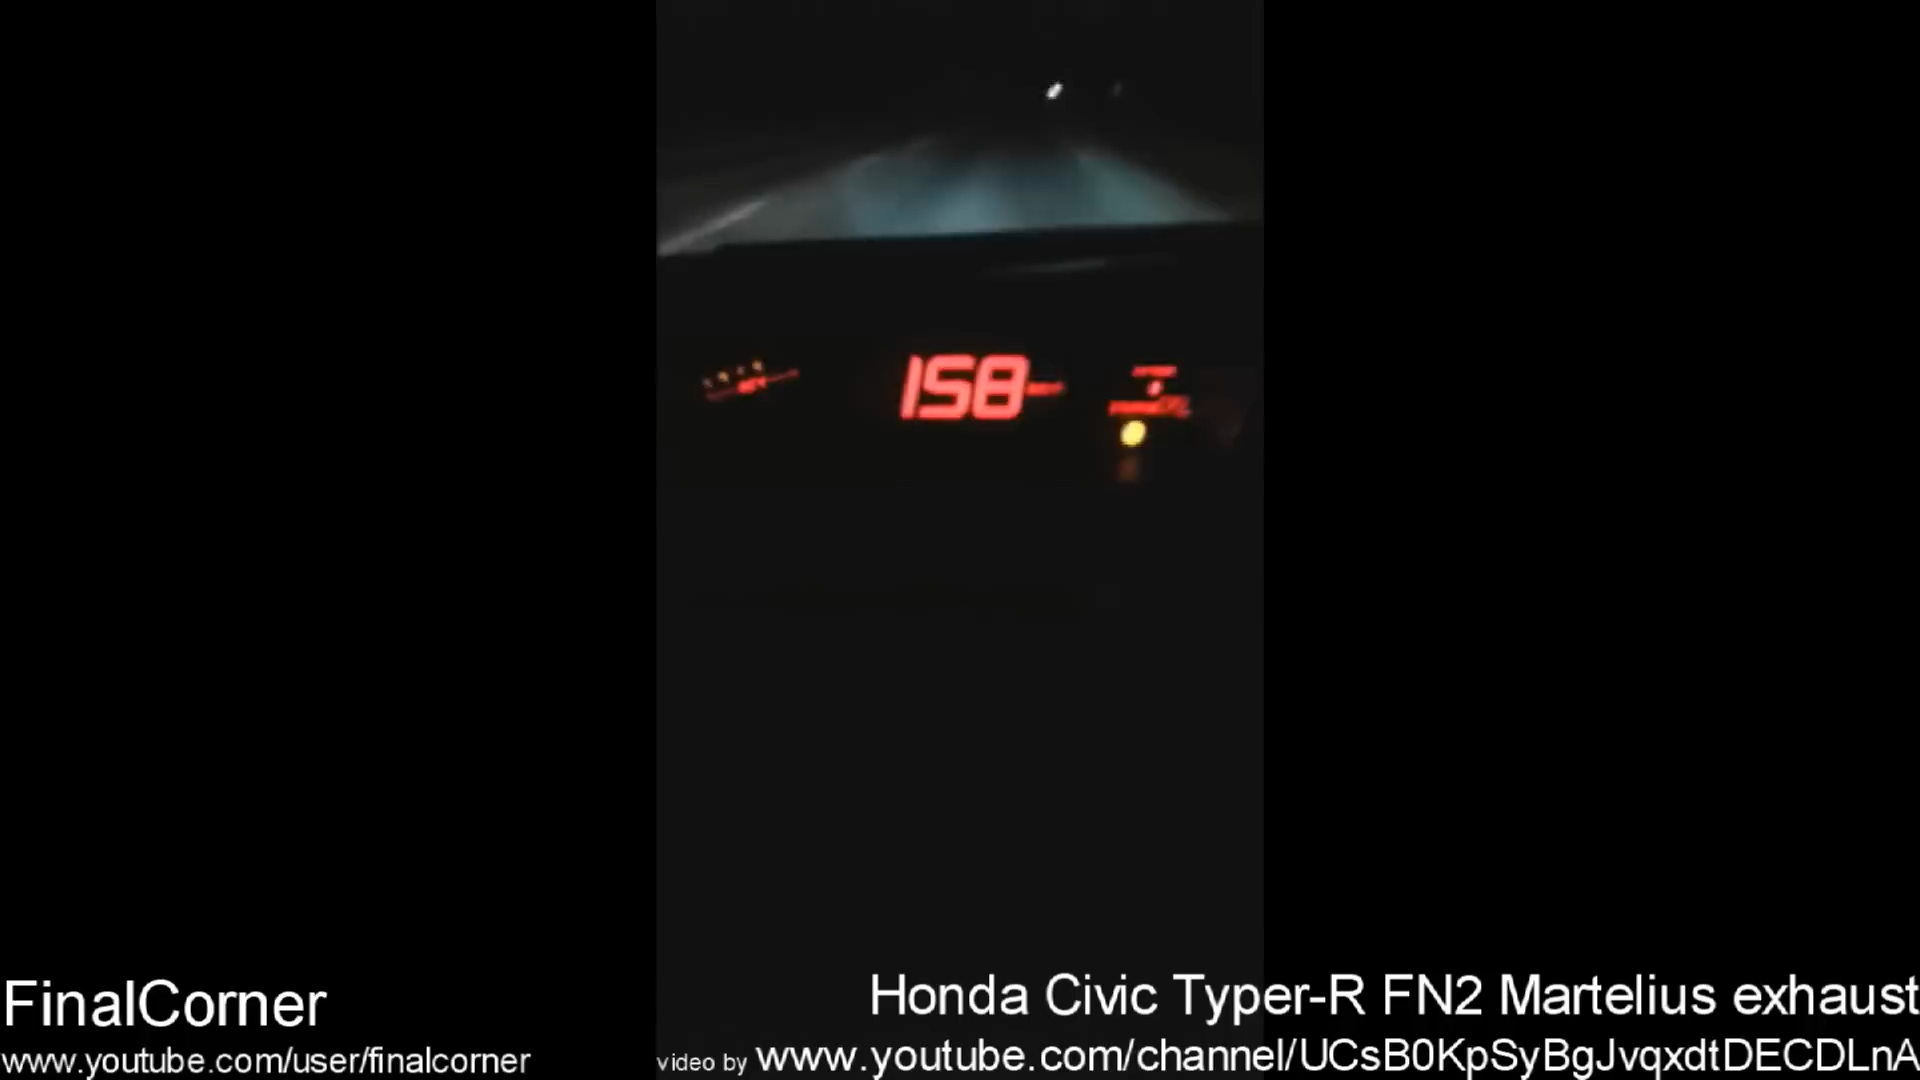 158
FinalCorner
www.youtube.com/user/finalcorner
Honda Civic Typer-R FN2 Martelius exhaust
video by www.youtube.com/channel/UCsB0KpSyBgJvqxdtDECDLnA